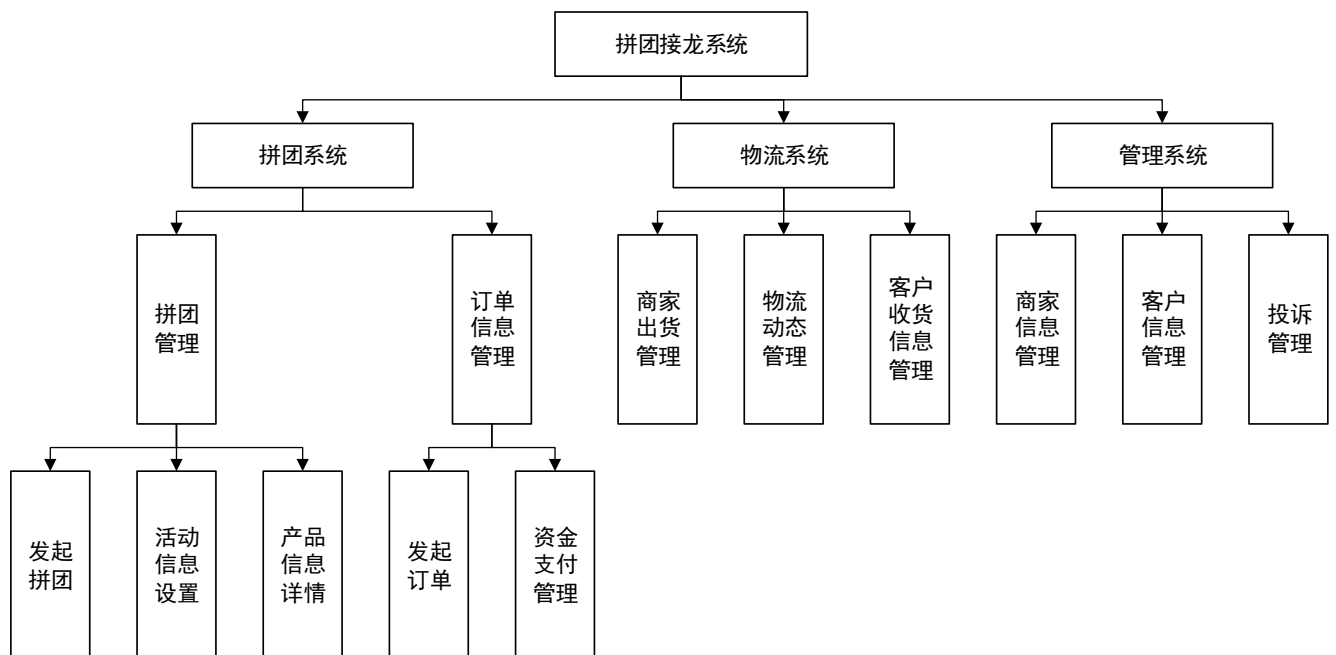 拼团接龙系统
拼团系统
物流系统
管理系统
拼团
管理
订单
信息
管理
商家
出货
管理
物流
动态
管理
客户
收货
信息
管理
商家
信息
管理
客户
信息
管理
投诉
管理
发起
拼团
活动
信息
设置
产品
信息
详情
发起
订单
资金
支付
管理